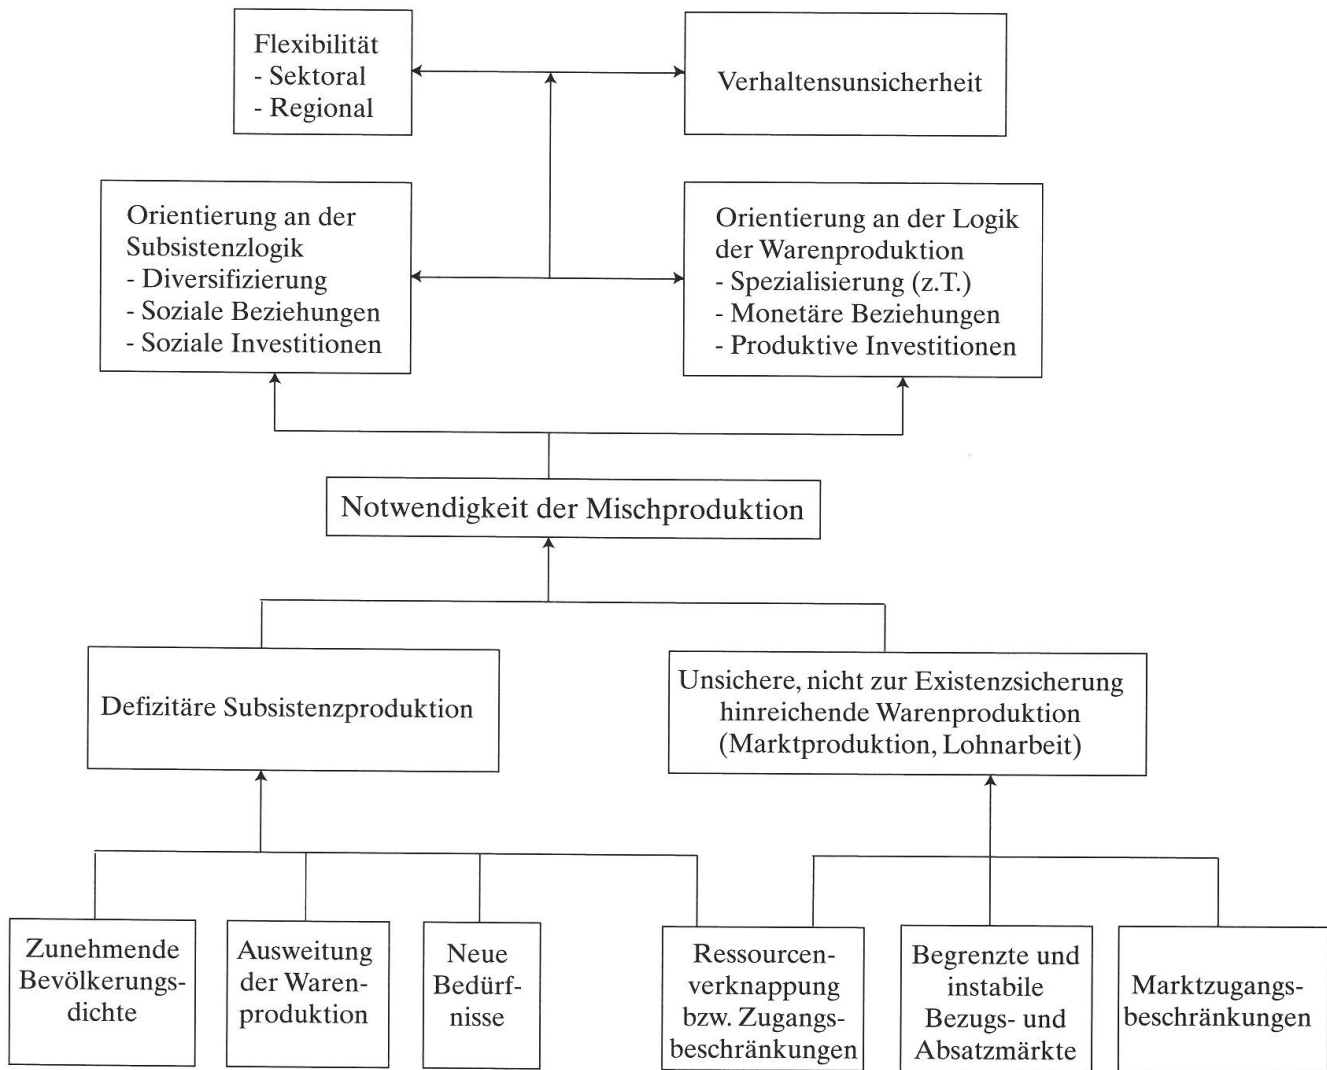 Flexibilität
- Sektoral
- Regional
Verhaltensunsicherheit
Orientierung an der
Subsistenzlogik
- Diversifizierung
- Soziale Beziehungen
- Soziale Investitionen
Orientierung an der Logik
der Warenproduktion
- Spezialisierung (z.T.)
- Monetäre Beziehungen
- Produktive Investitionen
Notwendigkeit der Mischproduktion
Defizitäre Subsistenzproduktion
Unsichere, nicht zur Existenzsicherung
hinreichende Warenproduktion
(Marktproduktion, Lohnarbeit)
Zunehmende
Bevölkerungs-
dichte
Ausweitung
der Waren-
produktion
Neue
Bedürf-
nisse
Ressourcen-
verknappung
bzw. Zugangs-
beschränkungen
Begrenzte und
instabile
Bezugs- und
Absatzmärkte
Marktzugangs-
beschränkungen